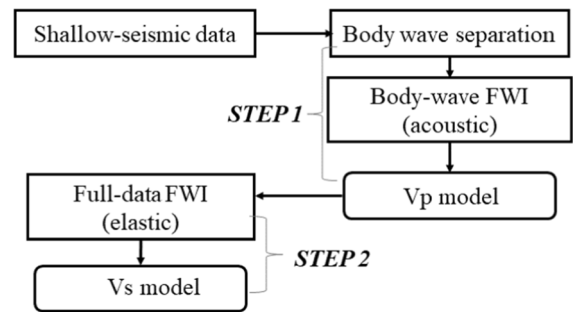 Shallow-seismic data
Body wave separation
STEP 1
Body-wave FWI
(acoustic)
Vp model
Full-data FWI
(elastic)
STEP 2
Vs model